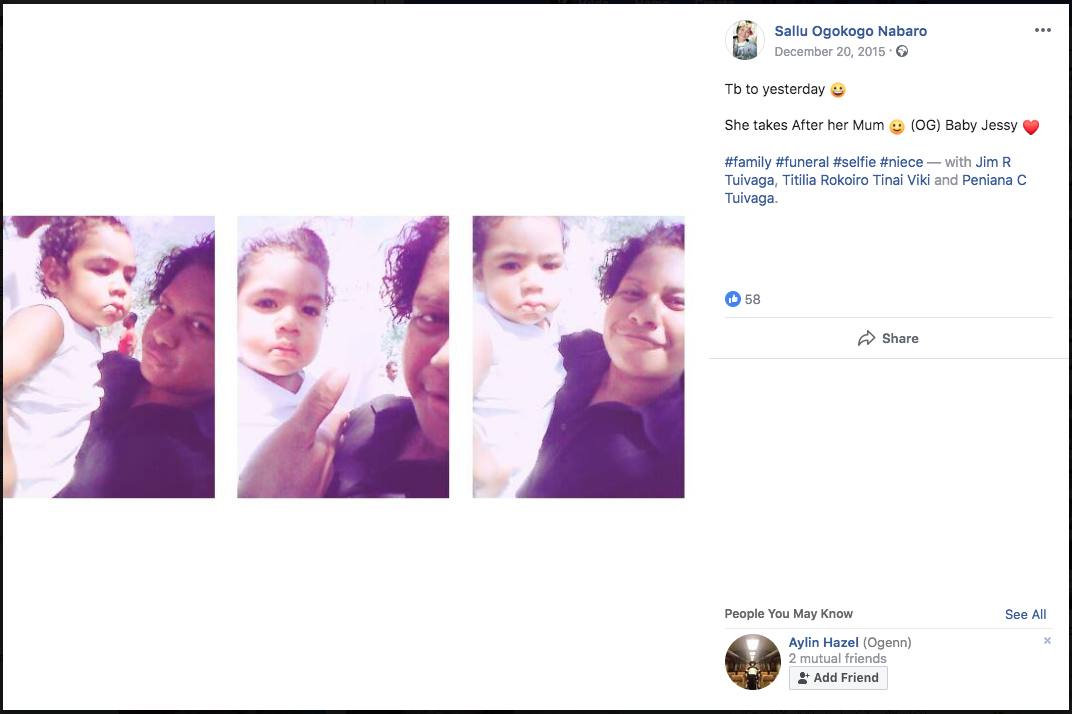 Sallu Ogokogo Nabaro
December 20, 2015 ·
Tb to yesterday 😀
She takes After her Mum 🙂 (OG) Baby Jessy ❤️
#family #funeral #selfie #niece — with Jim R
Tuivaga, Titilia Rokoiro Tinai Viki and Peniana C
Tuivaga.
58
Share
People You May Know
See All
Aylin Hazel (Ogenn)
2 mutual friends
Add Friend